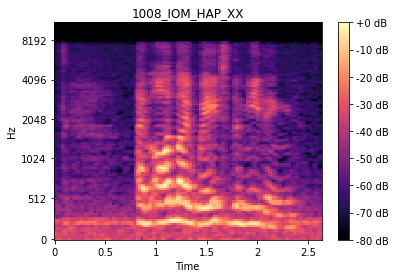 1008_IOM_HAP_XX
+0 dB
8192
-10 dB
4096
-20 dB
-30 dB
2048
Hz
-40 dB
1024
-50 dB
512
-60 dB
-70 dB
0
-80 dB
0 0.5 1 1.5 2 2.5
Time